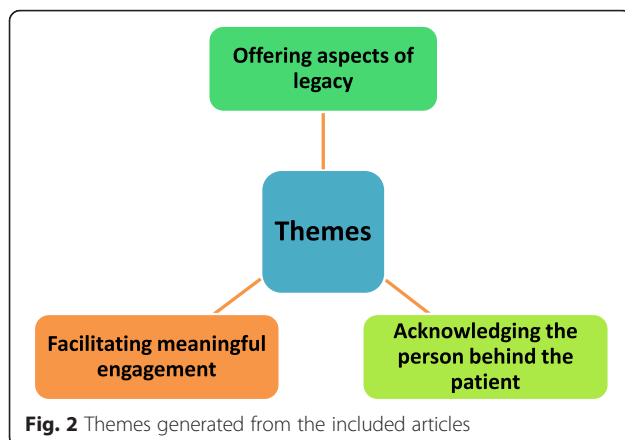 Offering aspects of
legacy
Themes
Facilitating meaningful
engagement
Acknowledging the
person behind the
patient
Fig. 2 Themes generated from the included articles